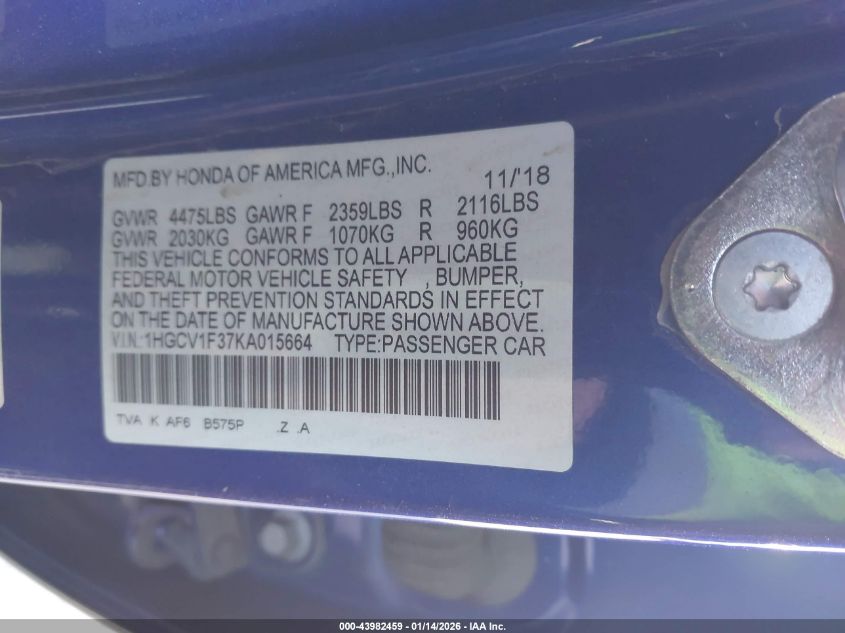 MFD.BY HONDA OF AMERICA MFG.,INC. 11/'18
GVWR 4475LBS GAWR F 2359LBS R 2116LBS
GVWR 2030KG GAWR F 1070KG R 960KG
THIS VEHICLE CONFORMS TO ALL APPLICABLE
FEDERAL MOTOR VEHICLE SAFETY , BUMPER,
AND THEFT PREVENTION STANDARDS IN EFFECT
ON THE DATE OF MANUFACTURE SHOWN ABOVE.
V.I.N.:1HGCV1F37KA015664 TYPE:PASSENGER CAR
TVA K AF6 B575P .Z .A
000-43982459 - 01/14/2026 - IAA Inc.